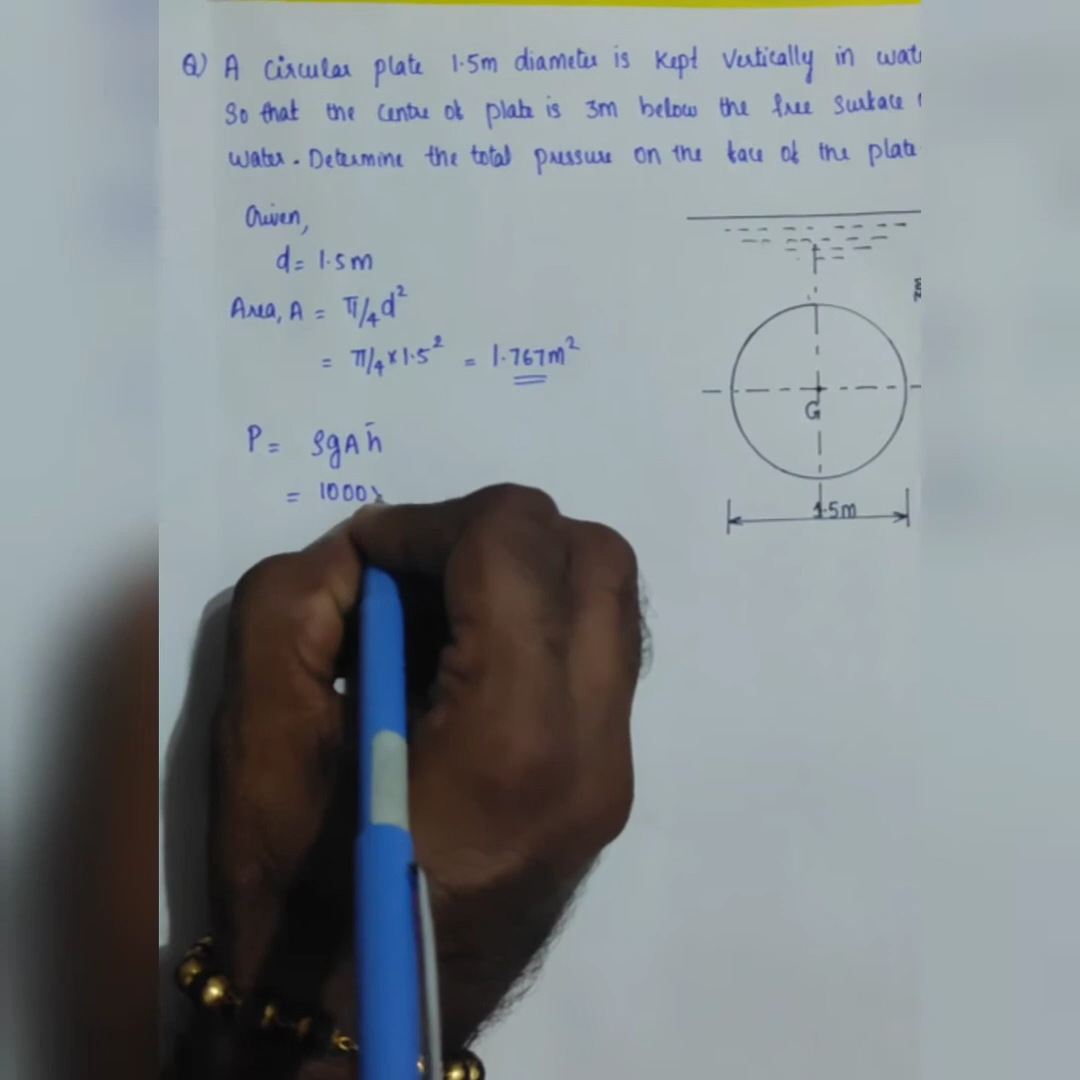 Q) A Circular plate 1.5m diameter is kept vertically in
So that the centre of plate is 3m below the free surface
water. Determine the total pressure on the face of the plate
Given,
d= 1.5m
Area, A = π/4 d²
= π/4 × 1.5² = 1.767m²
P = ρgAh̄
= 1000×
G
1.5m